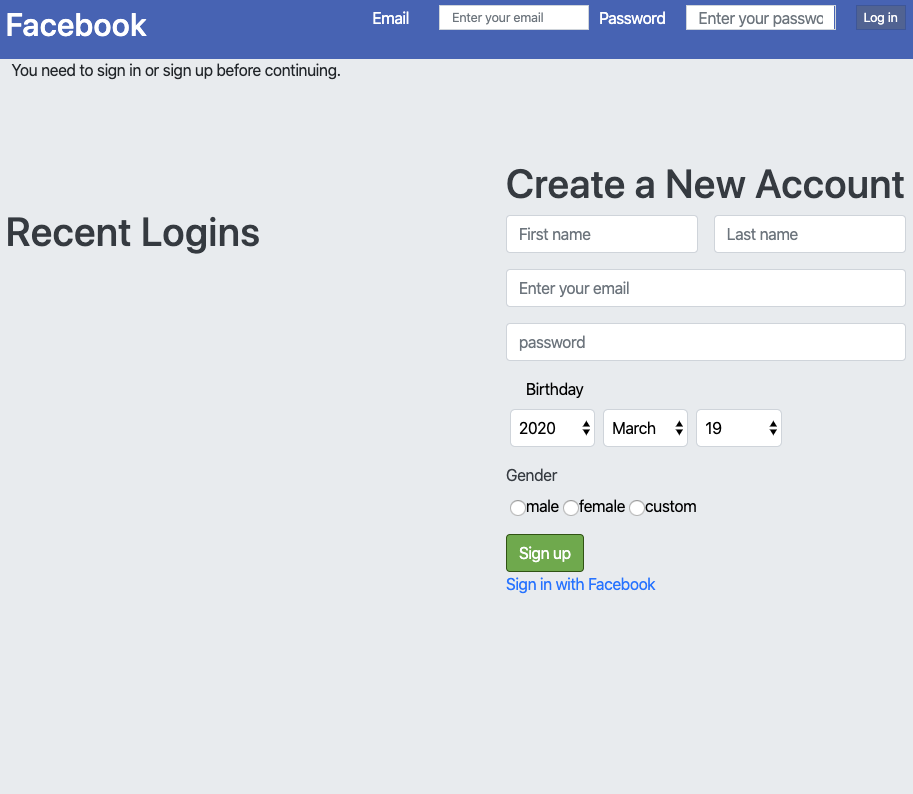 Facebook Email Enter your email Password Enter your passwc Log in
You need to sign in or sign up before continuing.
Create a New Account
Recent Logins
First name Last name
Enter your email
password
Birthday
2020 March 19
Gender
male female custom
Sign up
Sign in with Facebook